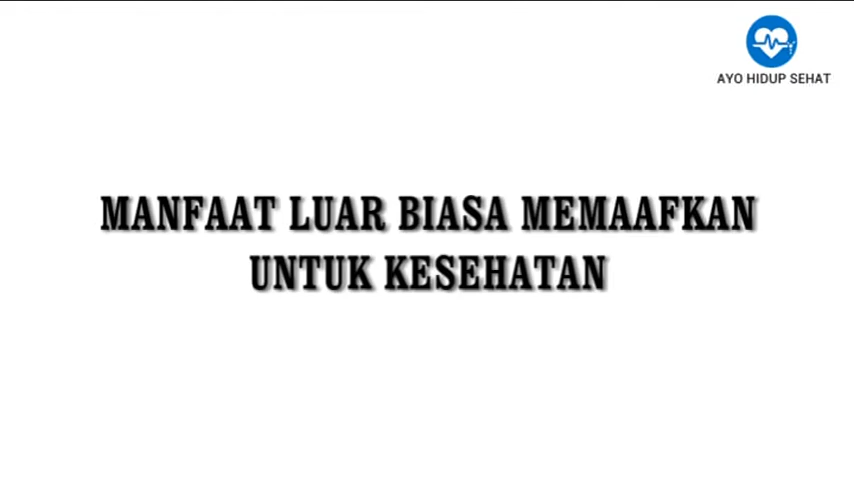 AYO HIDUP SEHAT
MANFAAT LUAR BIASA MEMAAFKAN
UNTUK KESEHATAN